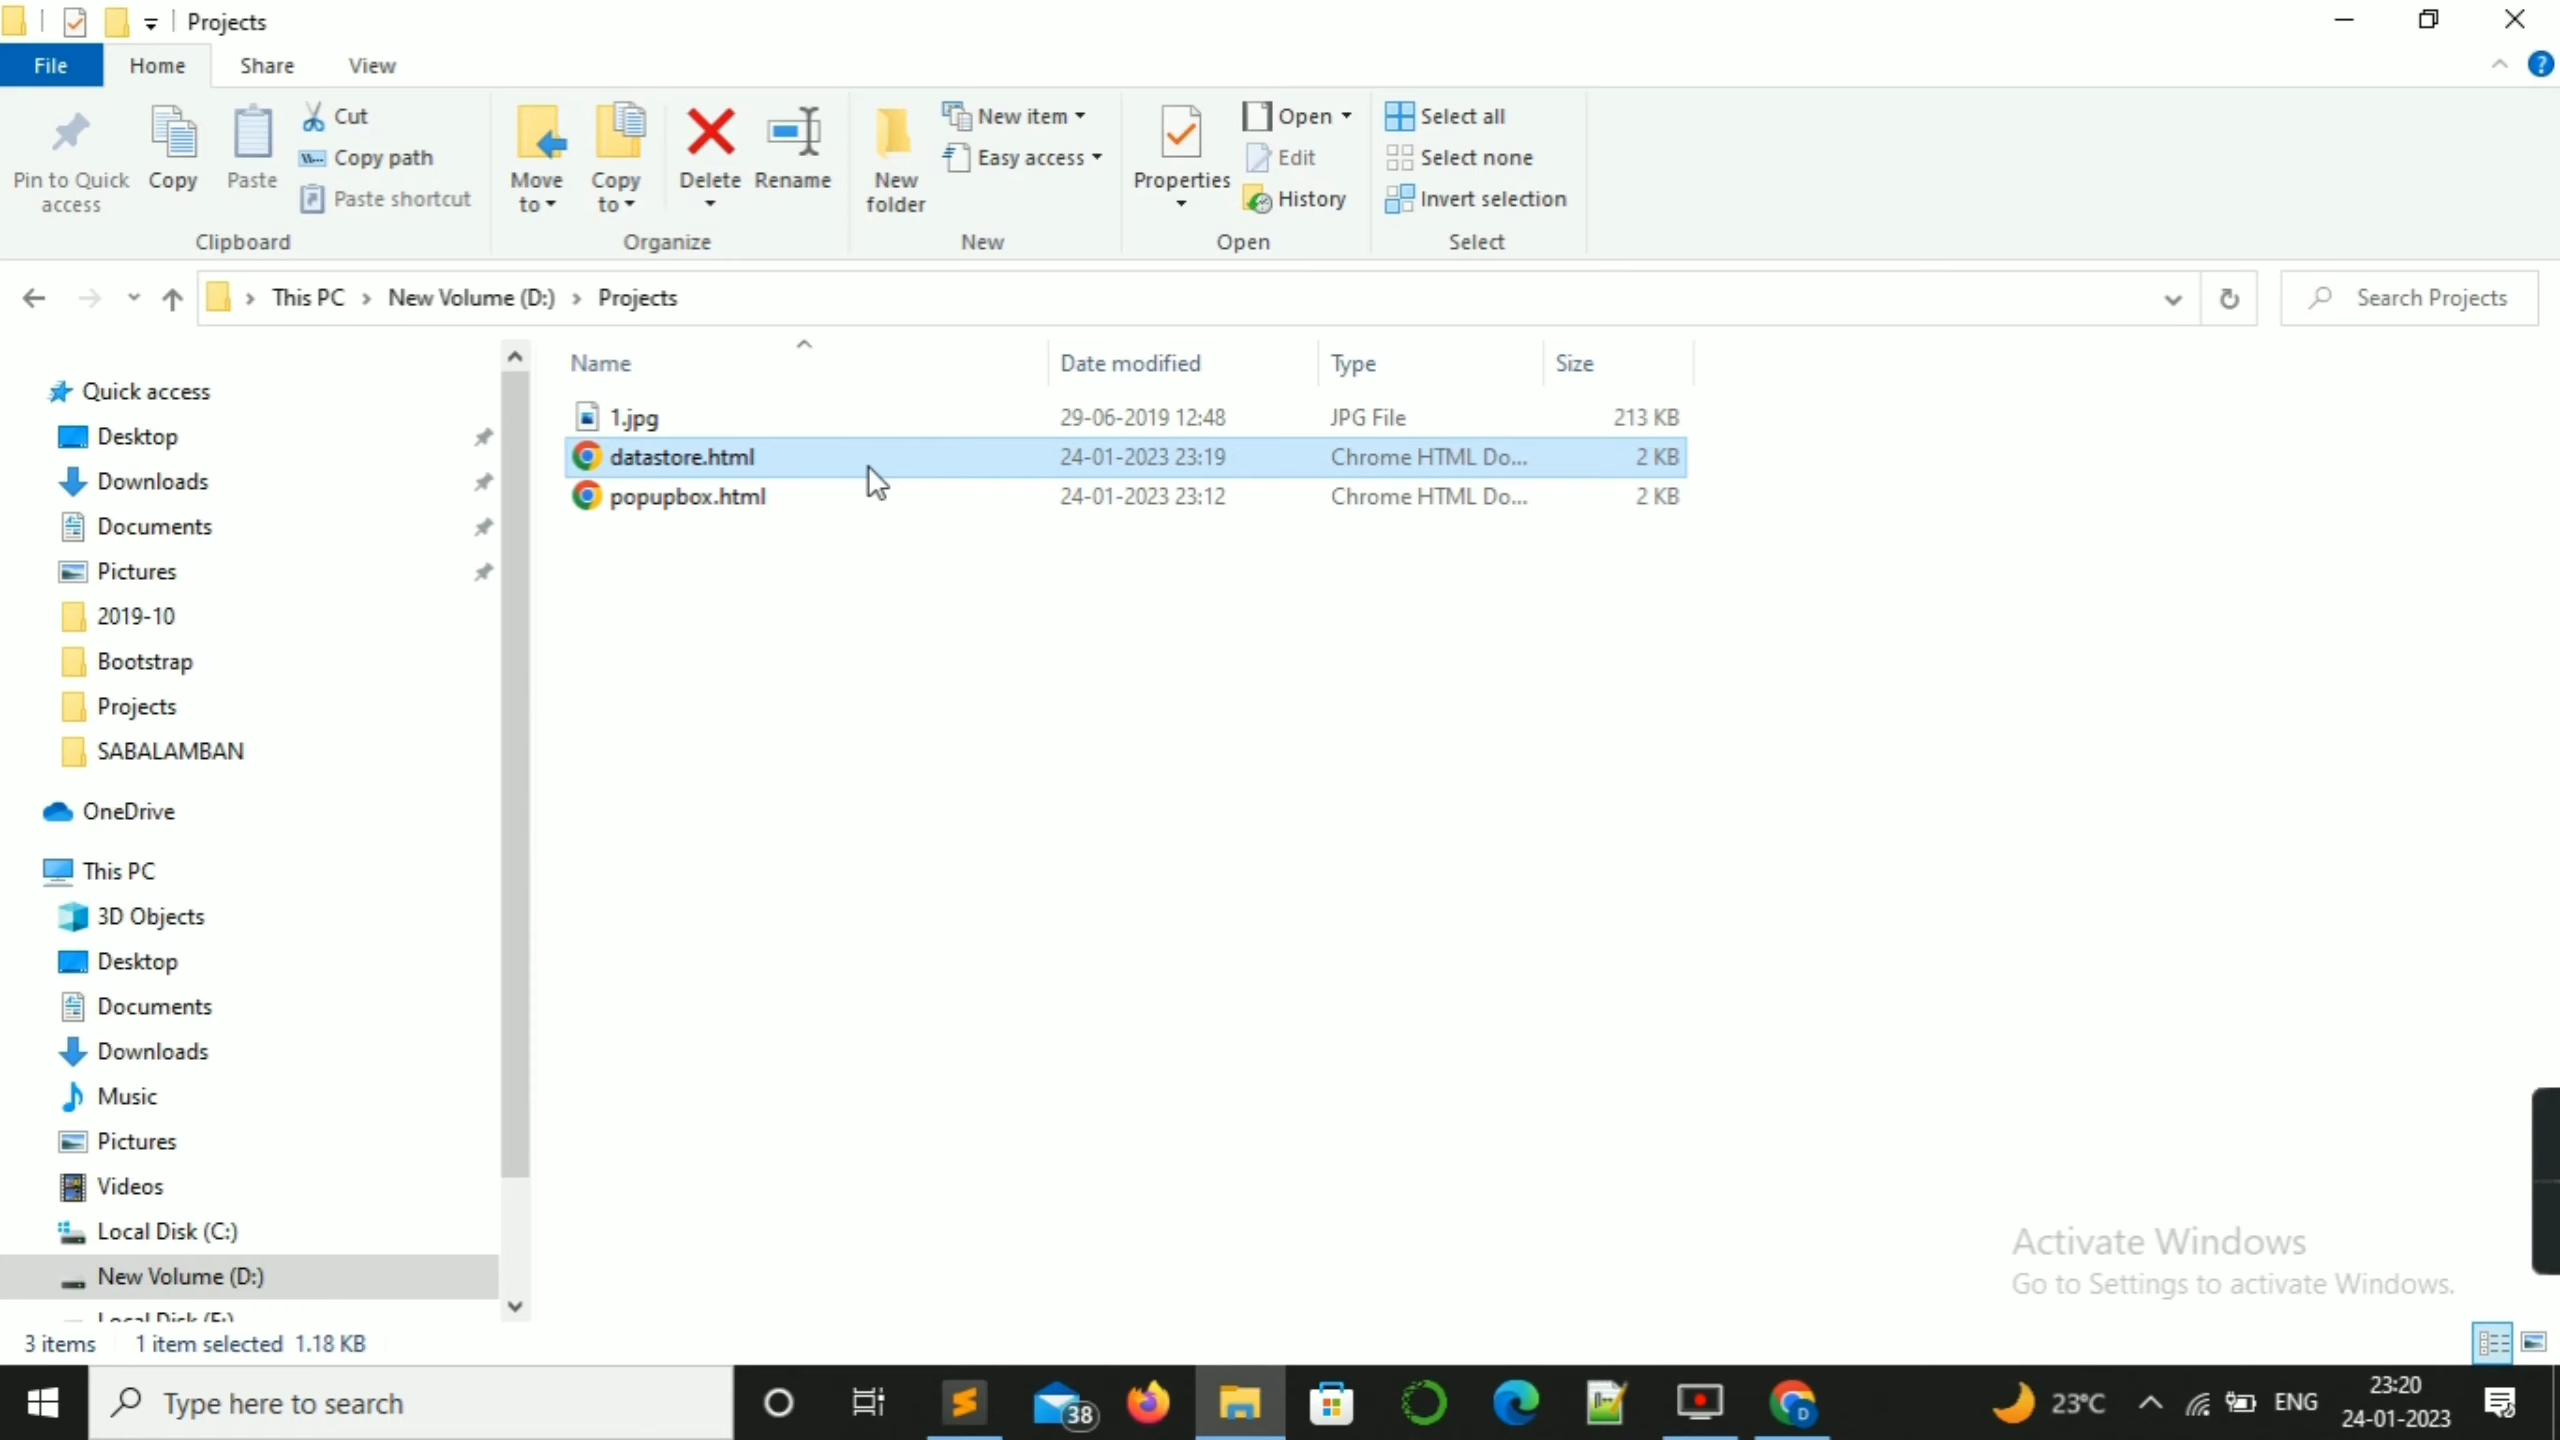 Projects
File Home Share View
Pin to Quick access
Copy
Paste
Cut
Copy path
Paste shortcut
Clipboard
Move to
Copy to
Delete
Rename
Organize
New folder
New item
Easy access
New
Properties
Open
Edit
History
Open
Select all
Select none
Invert selection
Select
This PC > New Volume (D:) > Projects
Search Projects
Quick access
Desktop
Downloads
Documents
Pictures
2019-10
Bootstrap
Projects
SABALAMBAN
OneDrive
This PC
3D Objects
Desktop
Documents
Downloads
Music
Pictures
Videos
Local Disk (C:)
New Volume (D:)
Name Date modified Type Size
1.jpg 29-06-2019 12:48 JPG File 213 KB
datastore.html 24-01-2023 23:19 Chrome HTML Do... 2 KB
popupbox.html 24-01-2023 23:12 Chrome HTML Do... 2 KB
Activate Windows
Go to Settings to activate Windows.
3 items 1 item selected 1.18 KB
Type here to search
38
D
23°C
ENG
23:20
24-01-2023